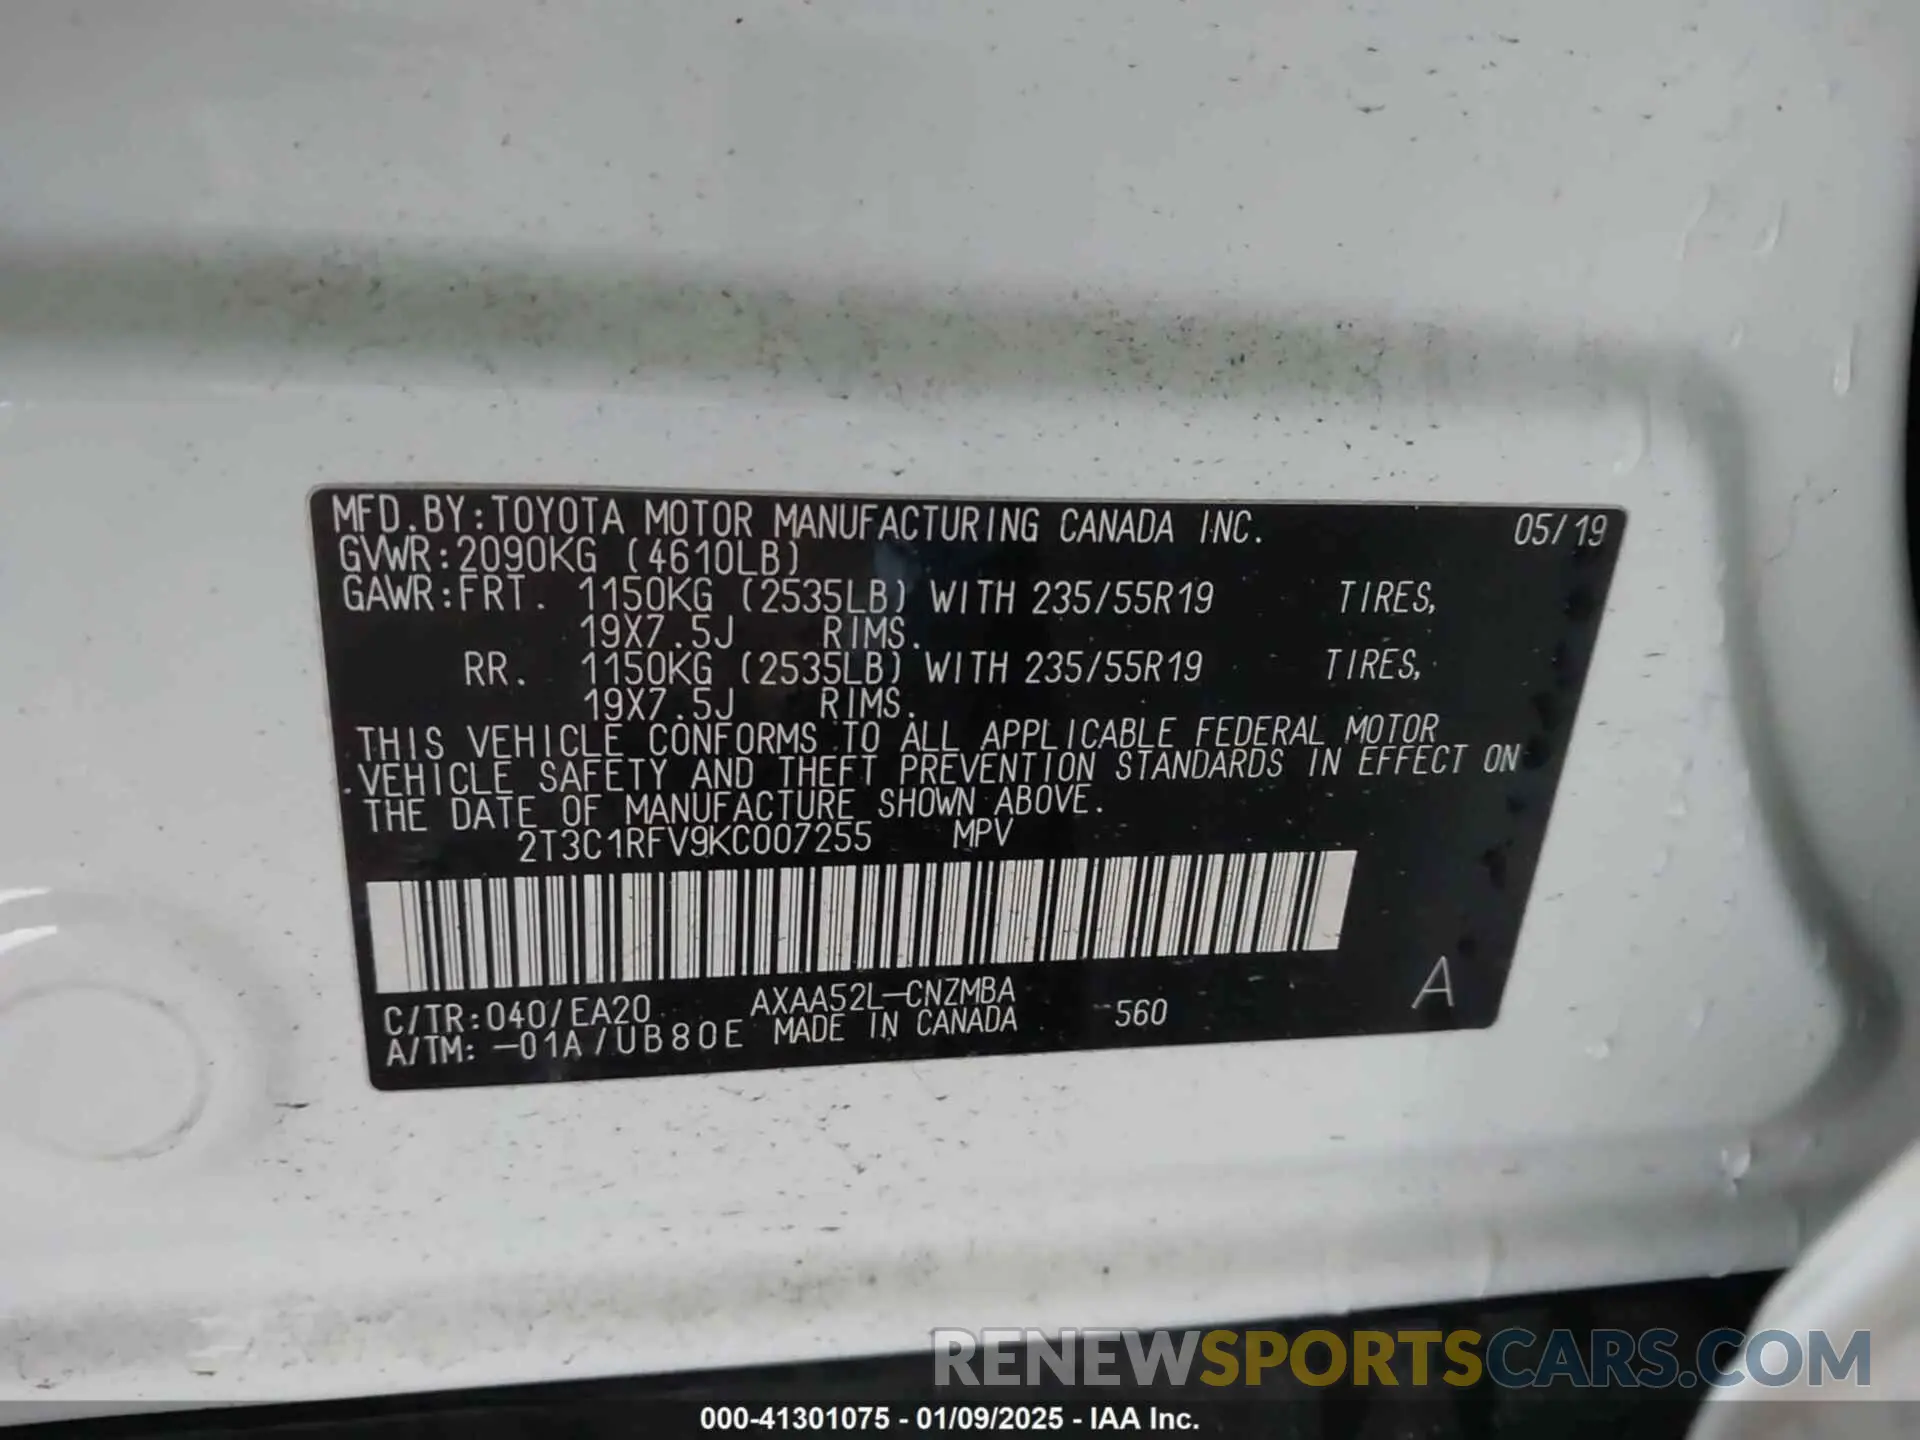 MFD.BY:TOYOTA MOTOR MANUFACTURING CANADA INC. 05/19
GVWR:2090KG (4610LB)
GAWR:FRT. 1150KG (2535LB) WITH 235/55R19 TIRES,
19X7.5J RIMS.
RR. 1150KG (2535LB) WITH 235/55R19 TIRES,
19X7.5J RIMS.
THIS VEHICLE CONFORMS TO ALL APPLICABLE FEDERAL MOTOR
VEHICLE SAFETY AND THEFT PREVENTION STANDARDS IN EFFECT ON
THE DATE OF MANUFACTURE SHOWN ABOVE.
2T3C1RFV9KC007255 MPV
C/TR:040/EA20 AXAA52L-CNZMBA 560 A
A/TM:-01A/UB80E MADE IN CANADA
RENEWSPORTSCARS.COM
000-41301075 - 01/09/2025 - IAA Inc.